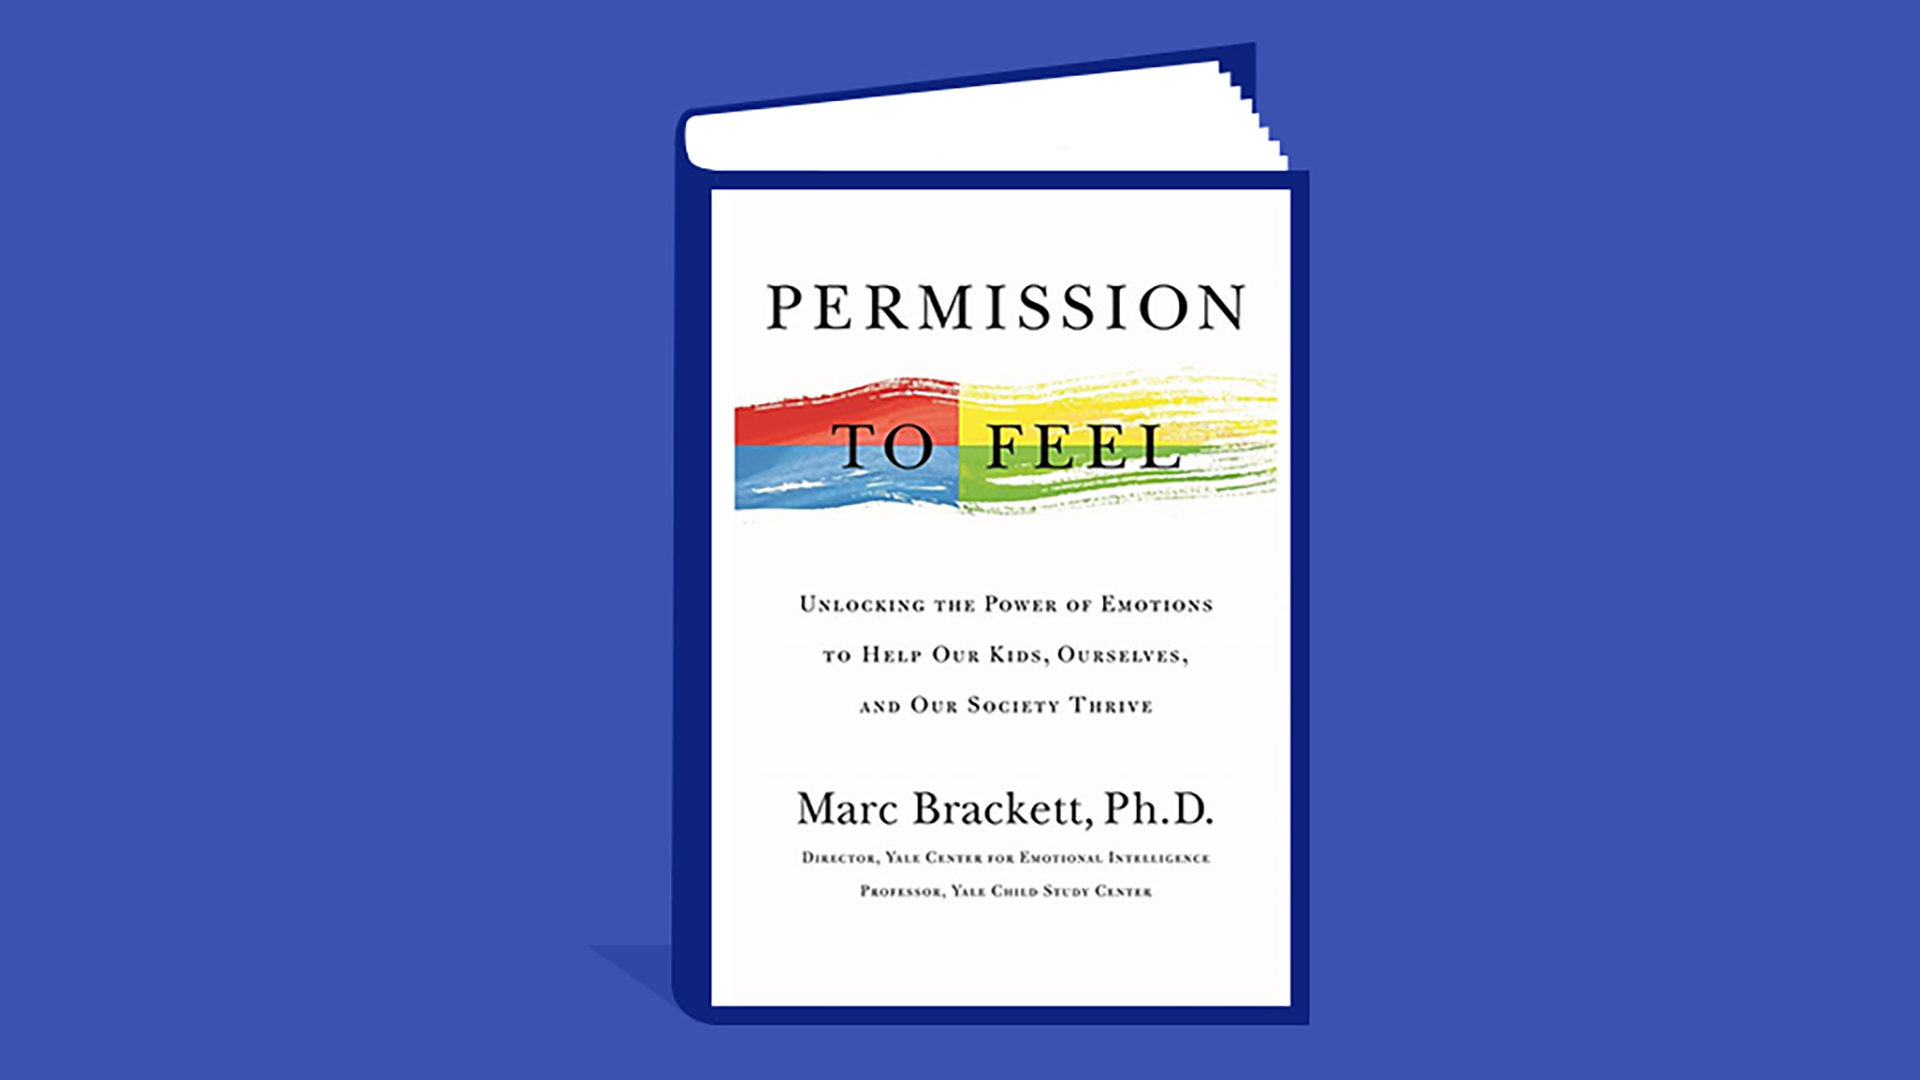 PERMISSION
TO FEEL
UNLOCKING THE POWER OF EMOTIONS
TO HELP OUR KIDS, OURSELVES,
AND OUR SOCIETY THRIVE
Marc Brackett, Ph.D.
DIRECTOR, YALE CENTER FOR EMOTIONAL INTELLIGENCE
PROFESSOR, YALE CHILD STUDY CENTER